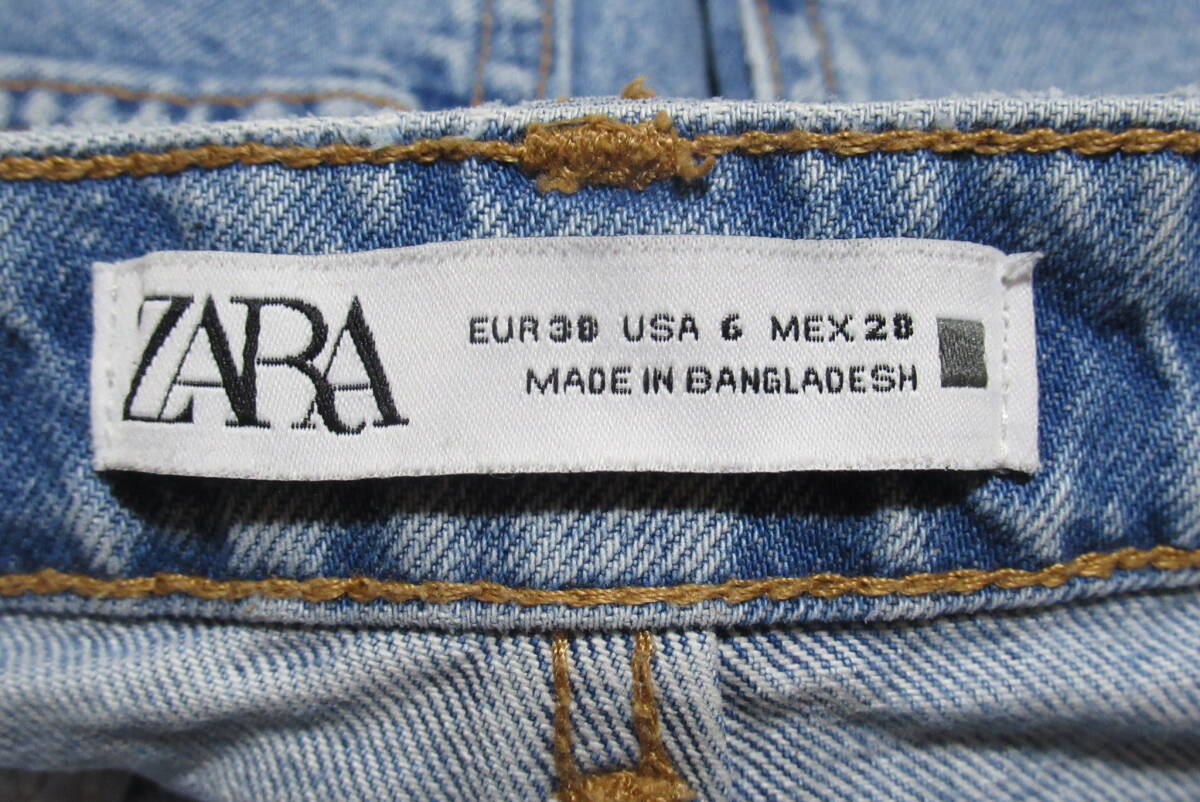 ZARA
EUR 38 USA 6 MEX 28
MADE IN BANGLADESH